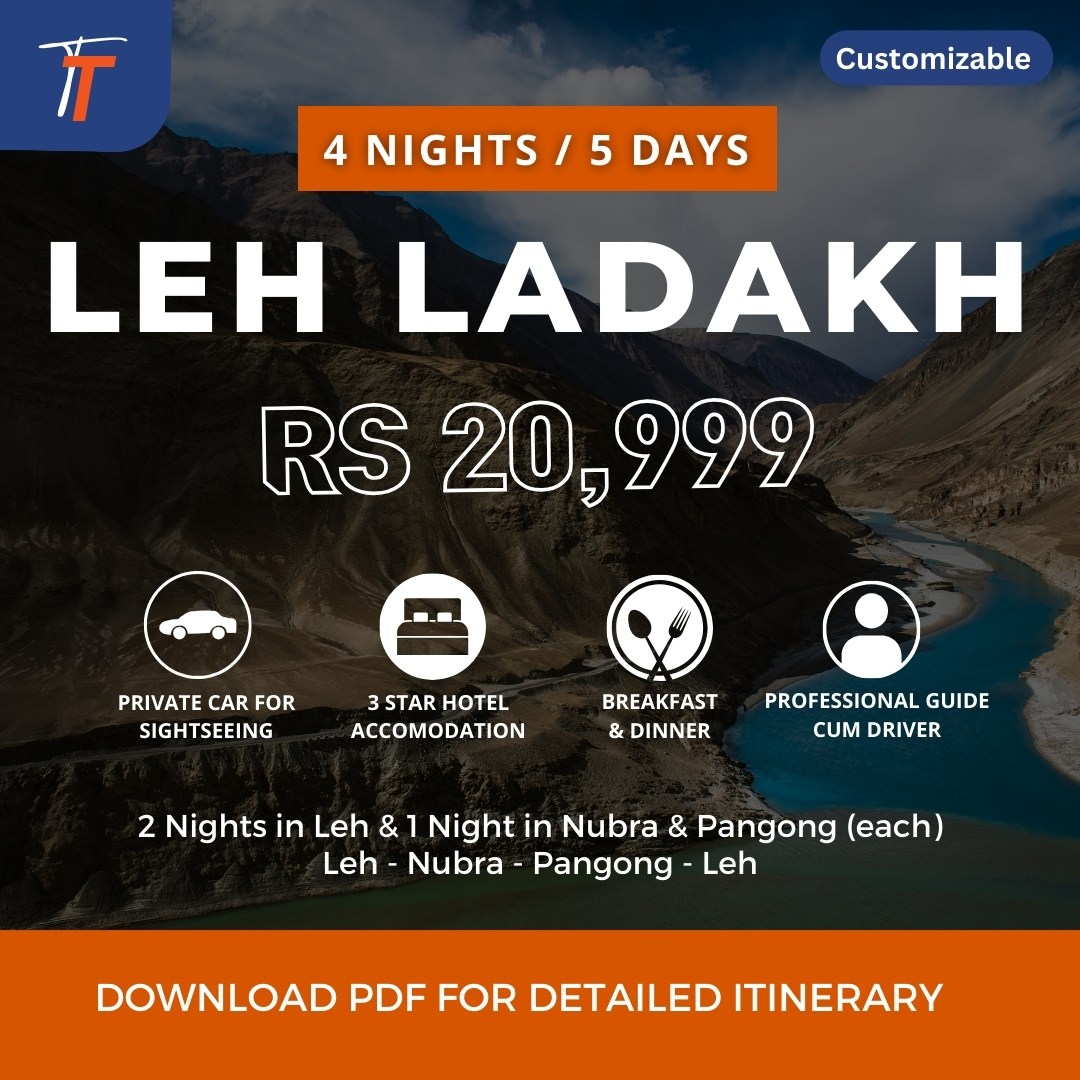 TT
Customizable
4 NIGHTS / 5 DAYS
LEH LADAKH
RS 20,999
PRIVATE CAR FOR
SIGHTSEEING
3 STAR HOTEL
ACCOMODATION
BREAKFAST
& DINNER
PROFESSIONAL GUIDE
CUM DRIVER
2 Nights in Leh & 1 Night in Nubra & Pangong (each)
Leh - Nubra - Pangong - Leh
DOWNLOAD PDF FOR DETAILED ITINERARY